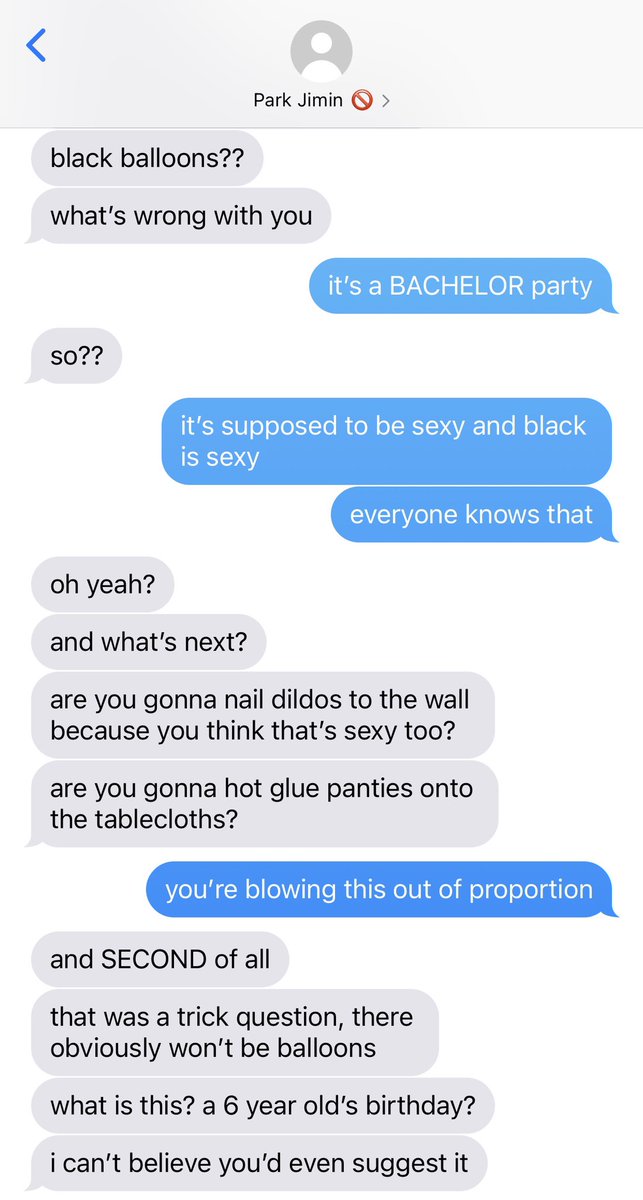 Park Jimin 🚫
black balloons??
what's wrong with you
it's a BACHELOR party
so??
it's supposed to be sexy and black
is sexy
everyone knows that
oh yeah?
and what's next?
are you gonna nail dildos to the wall
because you think that's sexy too?
are you gonna hot glue panties onto
the tablecloths?
you're blowing this out of proportion
and SECOND of all
that was a trick question, there
obviously won't be balloons
what is this? a 6 year old's birthday?
i can't believe you'd even suggest it